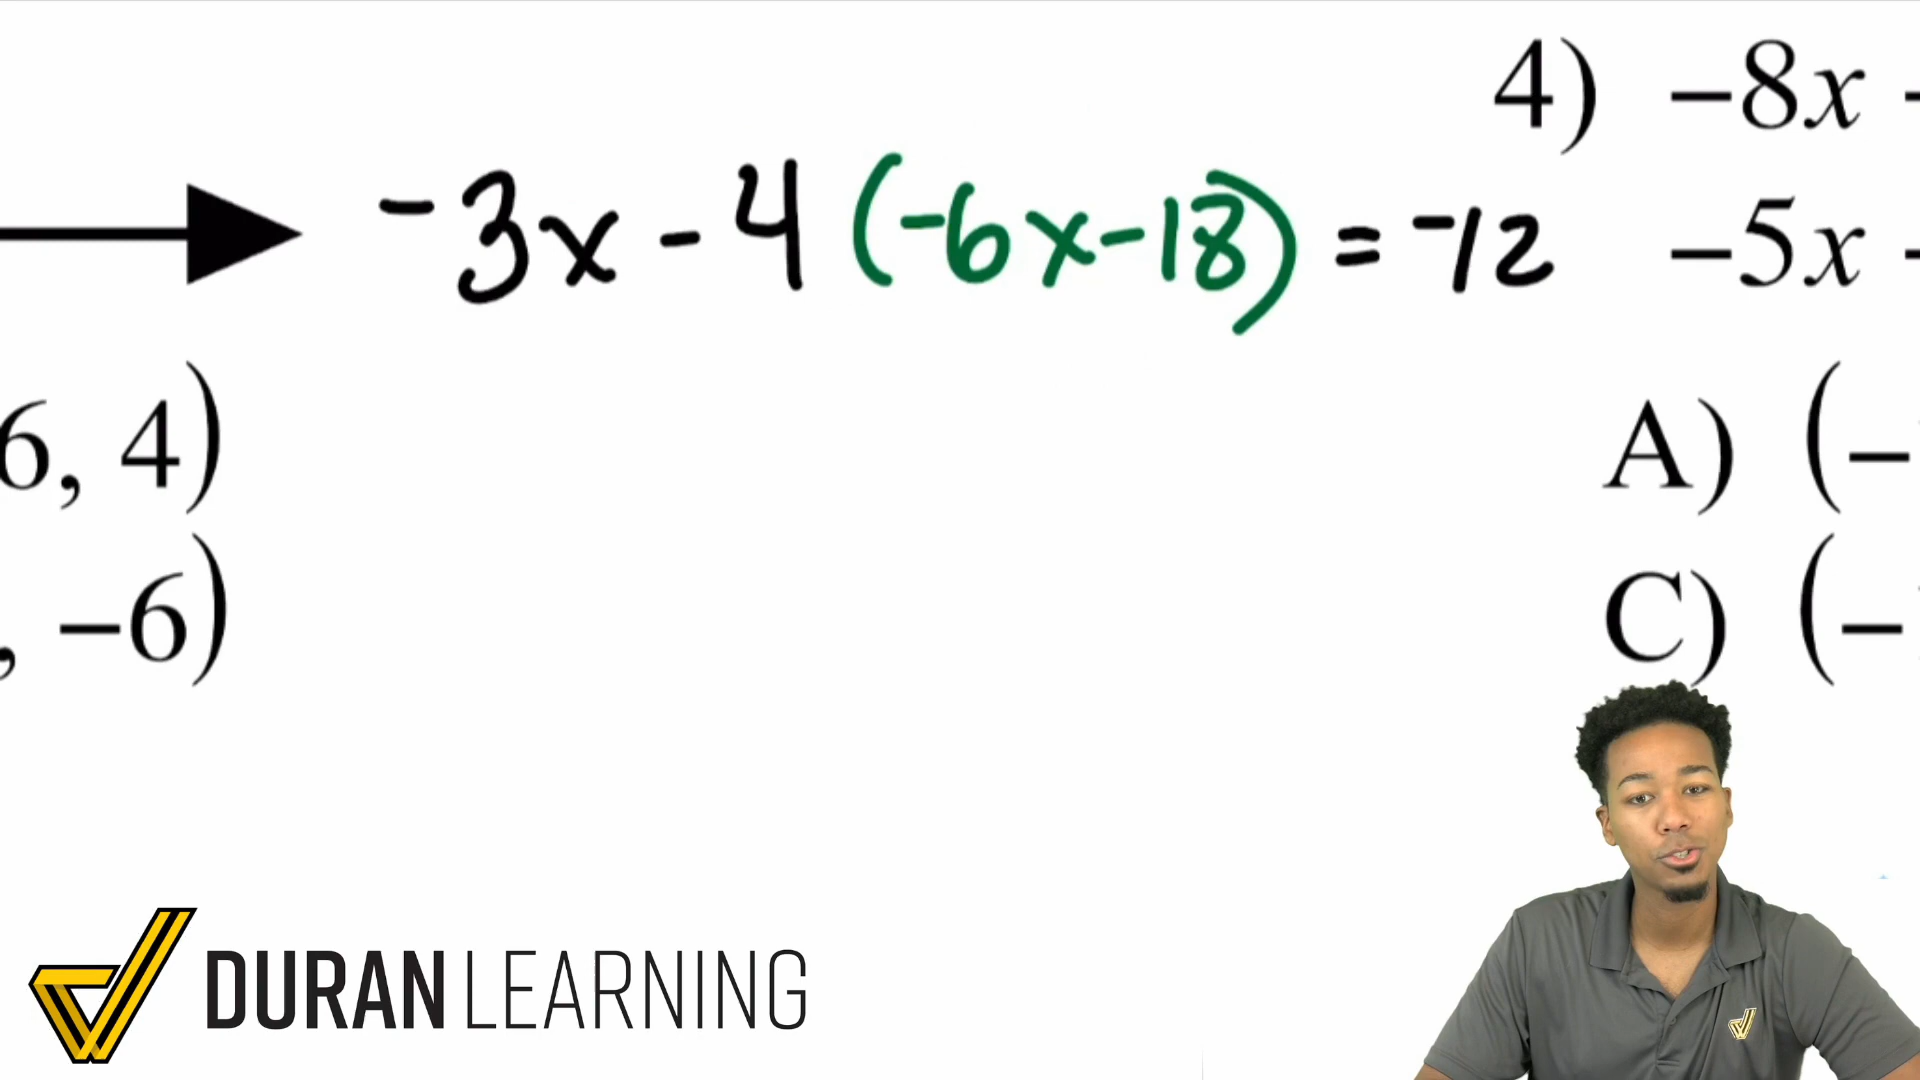 -3x - 4 (-6x - 18) = -12
6, 4)
, −6)
4) −8x -
−5x -
A) (−
C) (−
DURAN LEARNING